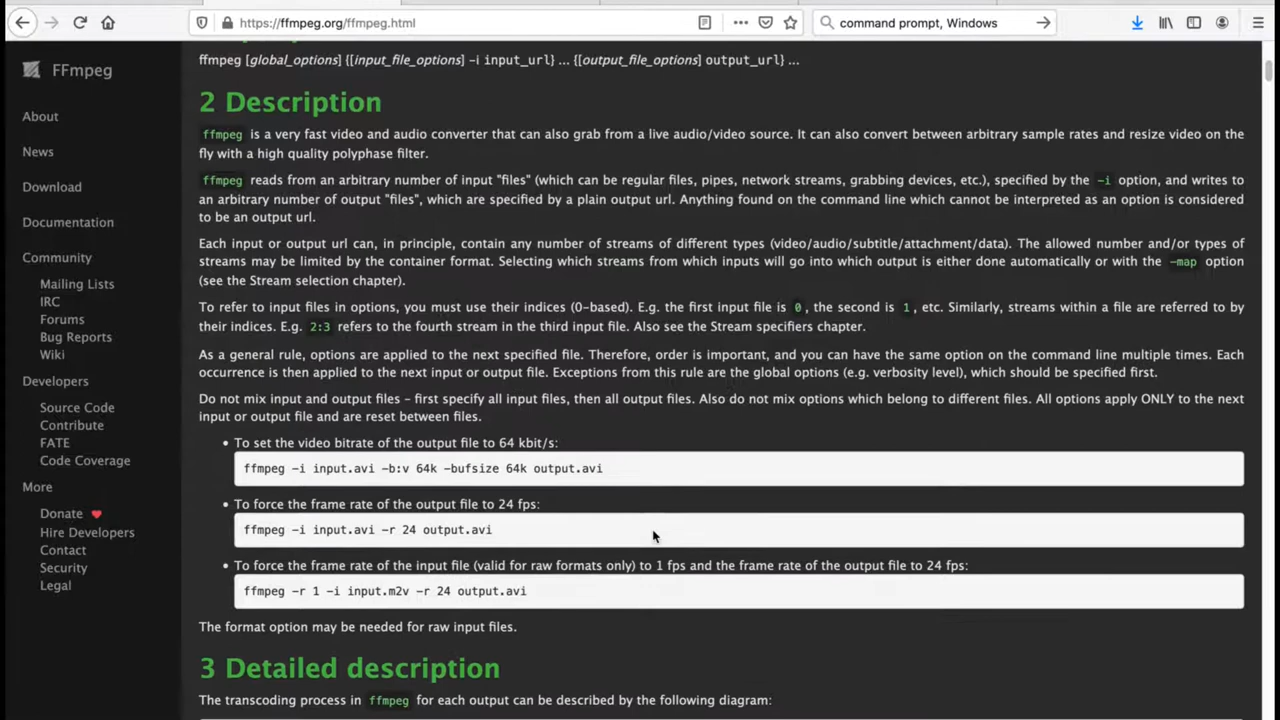 https://ffmpeg.org/ffmpeg.html
command prompt, Windows
FFmpeg
About
News
Download
Documentation
Community
Mailing Lists
IRC
Forums
Bug Reports
Wiki
Developers
Source Code
Contribute
FATE
Code Coverage
More
Donate
Hire Developers
Contact
Security
Legal
ffmpeg [global_options] {[input_file_options] -i input_url} ... {[output_file_options] output_url} ...
2 Description
ffmpeg is a very fast video and audio converter that can also grab from a live audio/video source. It can also convert between arbitrary sample rates and resize video on the
fly with a high quality polyphase filter.
ffmpeg reads from an arbitrary number of input "files" (which can be regular files, pipes, network streams, grabbing devices, etc.), specified by the -i option, and writes to
an arbitrary number of output "files", which are specified by a plain output url. Anything found on the command line which cannot be interpreted as an option is considered
to be an output url.
Each input or output url can, in principle, contain any number of streams of different types (video/audio/subtitle/attachment/data). The allowed number and/or types of
streams may be limited by the container format. Selecting which streams from which inputs will go into which output is either done automatically or with the -map option
(see the Stream selection chapter).
To refer to input files in options, you must use their indices (0-based). E.g. the first input file is 0, the second is 1, etc. Similarly, streams within a file are referred to by
their indices. E.g. 2:3 refers to the fourth stream in the third input file. Also see the Stream specifiers chapter.
As a general rule, options are applied to the next specified file. Therefore, order is important, and you can have the same option on the command line multiple times. Each
occurrence is then applied to the next input or output file. Exceptions from this rule are the global options (e.g. verbosity level), which should be specified first.
Do not mix input and output files - first specify all input files, then all output files. Also do not mix options which belong to different files. All options apply ONLY to the next
input or output file and are reset between files.
• To set the video bitrate of the output file to 64 kbit/s:
ffmpeg -i input.avi -b:v 64k -bufsize 64k output.avi
• To force the frame rate of the output file to 24 fps:
ffmpeg -i input.avi -r 24 output.avi
• To force the frame rate of the input file (valid for raw formats only) to 1 fps and the frame rate of the output file to 24 fps:
ffmpeg -r 1 -i input.m2v -r 24 output.avi
The format option may be needed for raw input files.
3 Detailed description
The transcoding process in ffmpeg for each output can be described by the following diagram: